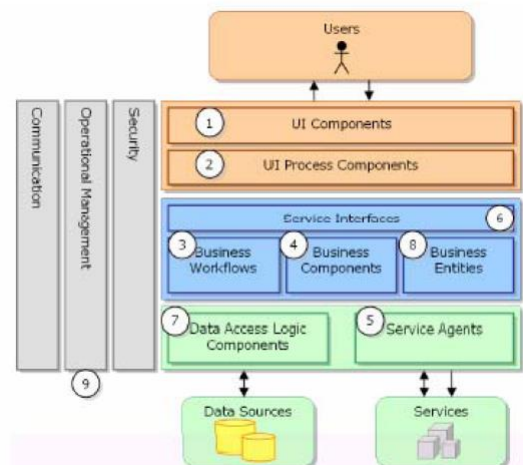 Users
Communication
Operational Management
Security
1
UI Components
2
UI Process Components
Service Interfaces
6
3
Business
Workflows
4
Business
Components
8
Business
Entities
7
Data Access Logic
Components
5
Service Agents
9
Data Sources
Services